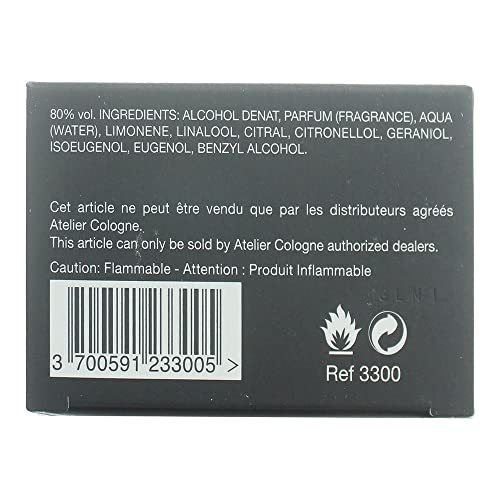 80% vol. INGREDIENTS: ALCOHOL DENAT, PARFUM (FRAGRANCE), AQUA
(WATER), LIMONENE, LINALOOL, CITRAL, CITRONELLOL, GERANIOL,
ISOEUGENOL, EUGENOL, BENZYL ALCOHOL.
Cet article ne peut être vendu que par les distributeurs agréés
Atelier Cologne.
This article can only be sold by Atelier Cologne authorized dealers.
Caution: Flammable - Attention : Produit Inflammable
3 700591 233005 >
Ref 3300